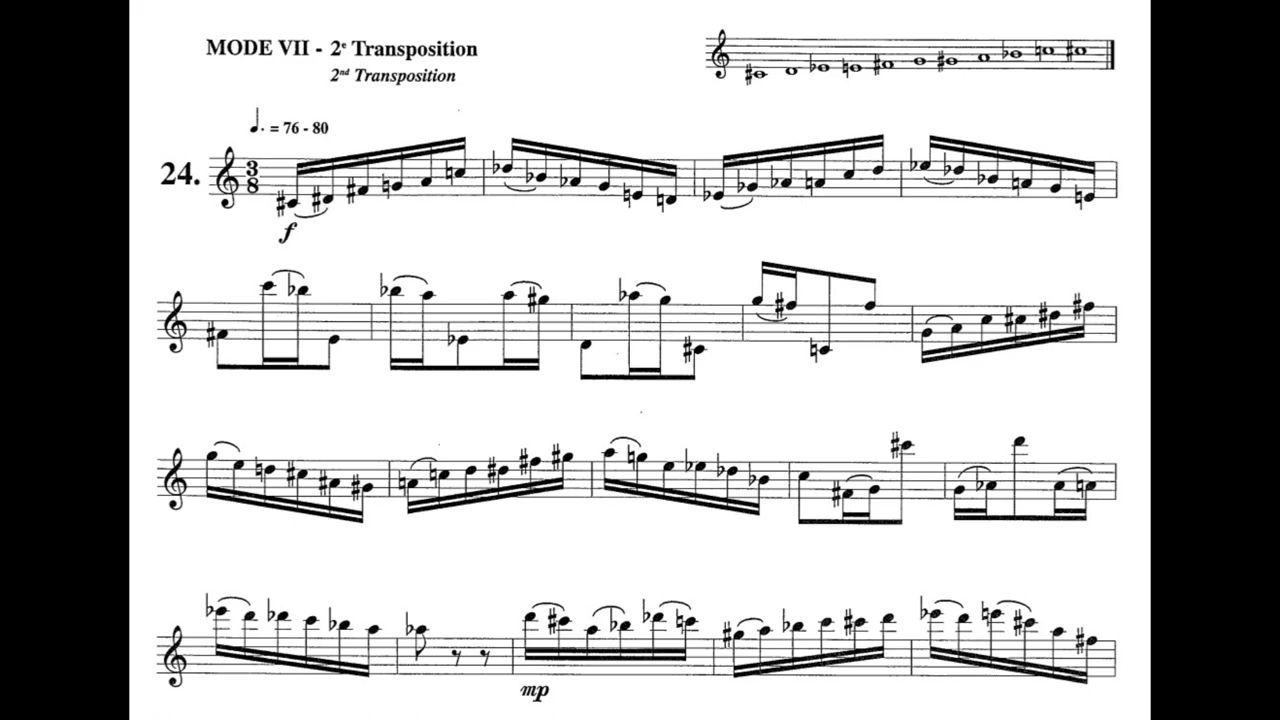 MODE VII - 2e Transposition
2nd Transposition
♩. = 76 - 80
24.
3
8
f
mp